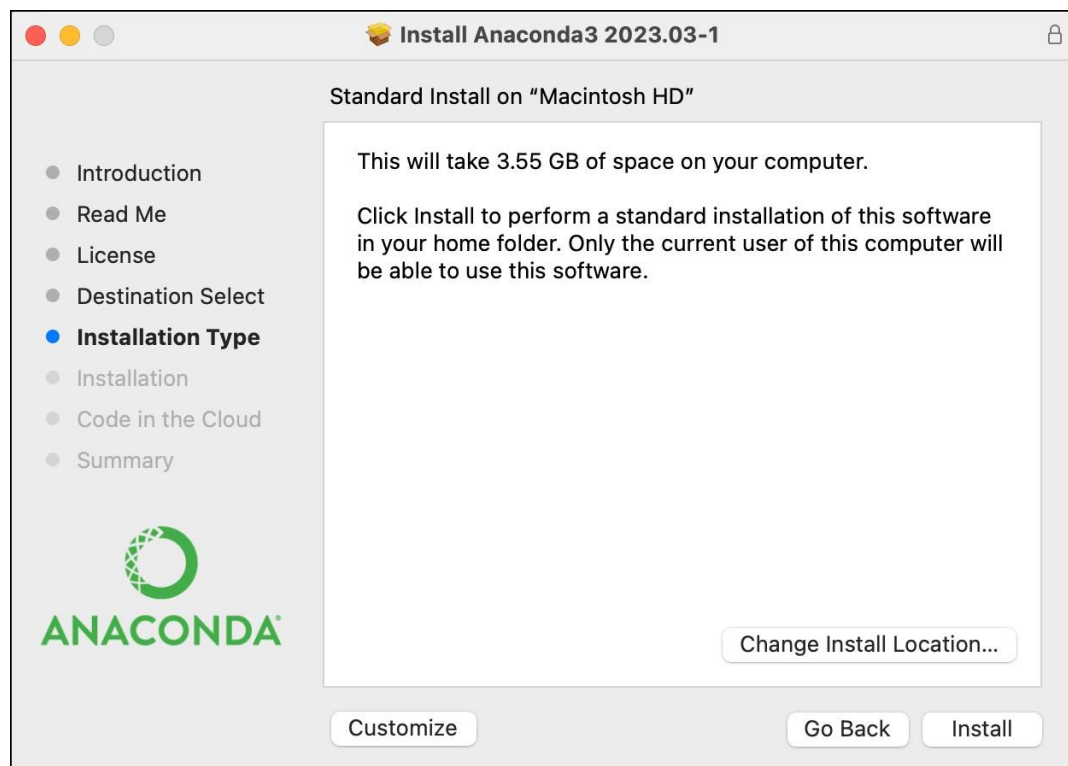 Install Anaconda3 2023.03-1
Standard Install on “Macintosh HD”
Introduction
Read Me
License
Destination Select
Installation Type
Installation
Code in the Cloud
Summary
ANACONDA®
This will take 3.55 GB of space on your computer.
Click Install to perform a standard installation of this software
in your home folder. Only the current user of this computer will
be able to use this software.
Change Install Location...
Customize
Go Back
Install